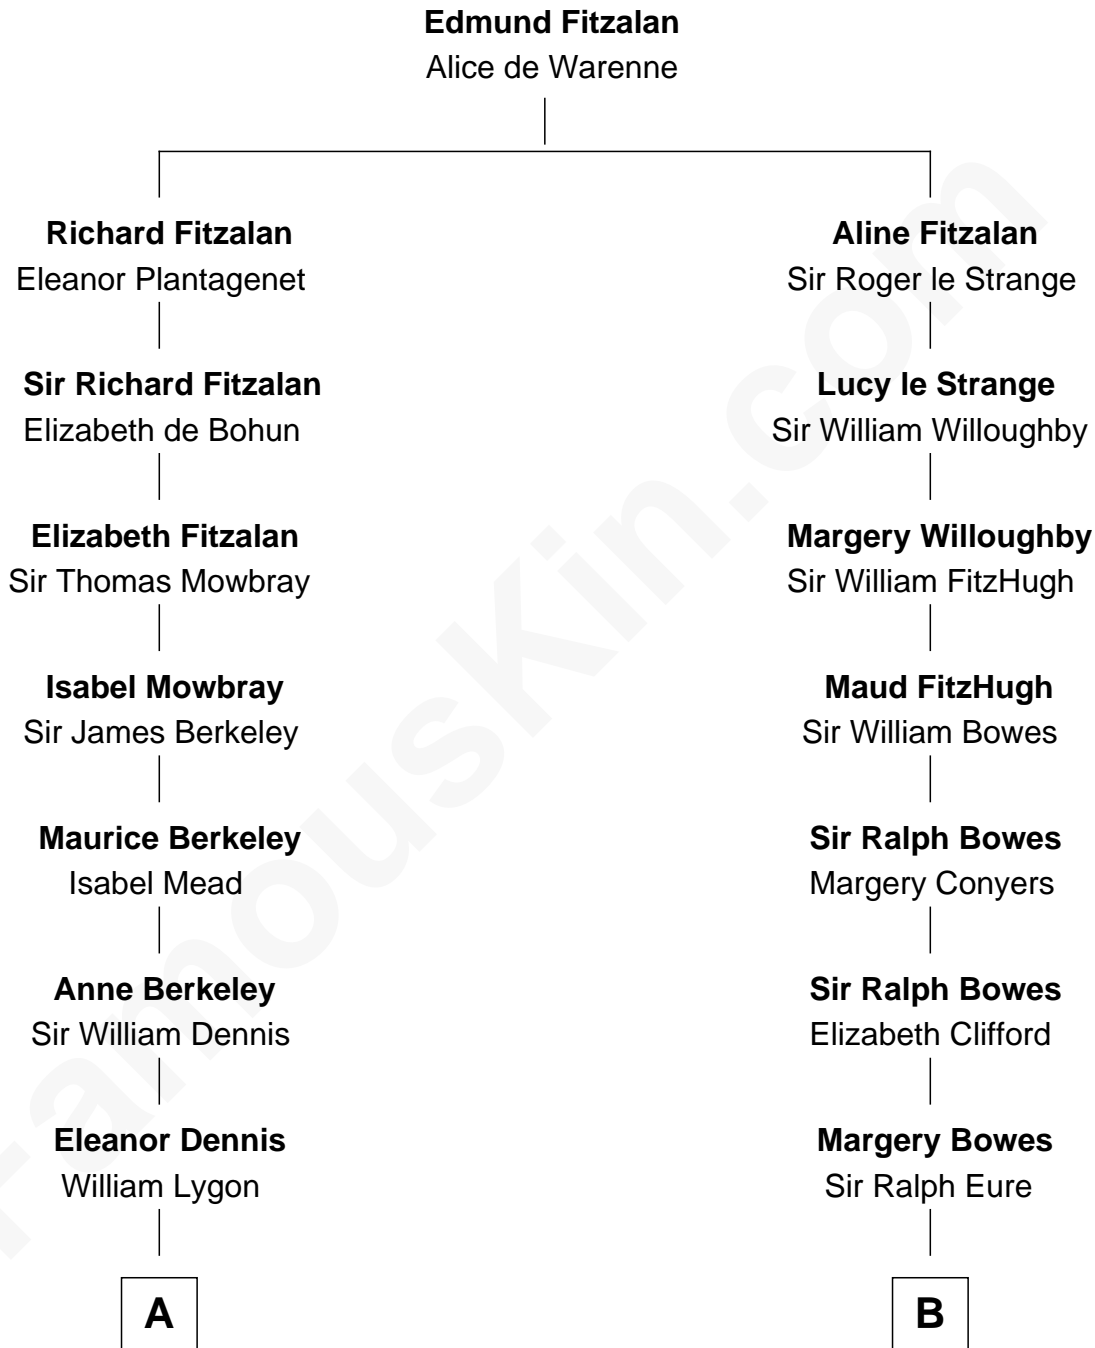 Edmund Fitzalan
Alice de Warenne
Richard Fitzalan
Eleanor Plantagenet
Aline Fitzalan
Sir Roger le Strange
Sir Richard Fitzalan
Elizabeth de Bohun
Lucy le Strange
Sir William Willoughby
Elizabeth Fitzalan
Sir Thomas Mowbray
Margery Willoughby
Sir William FitzHugh
Isabel Mowbray
Sir James Berkeley
Maud FitzHugh
Sir William Bowes
Maurice Berkeley
Isabel Mead
Sir Ralph Bowes
Margery Conyers
Anne Berkeley
Sir William Dennis
Sir Ralph Bowes
Elizabeth Clifford
Eleanor Dennis
William Lygon
Margery Bowes
Sir Ralph Eure
A
B
FamousKin.com